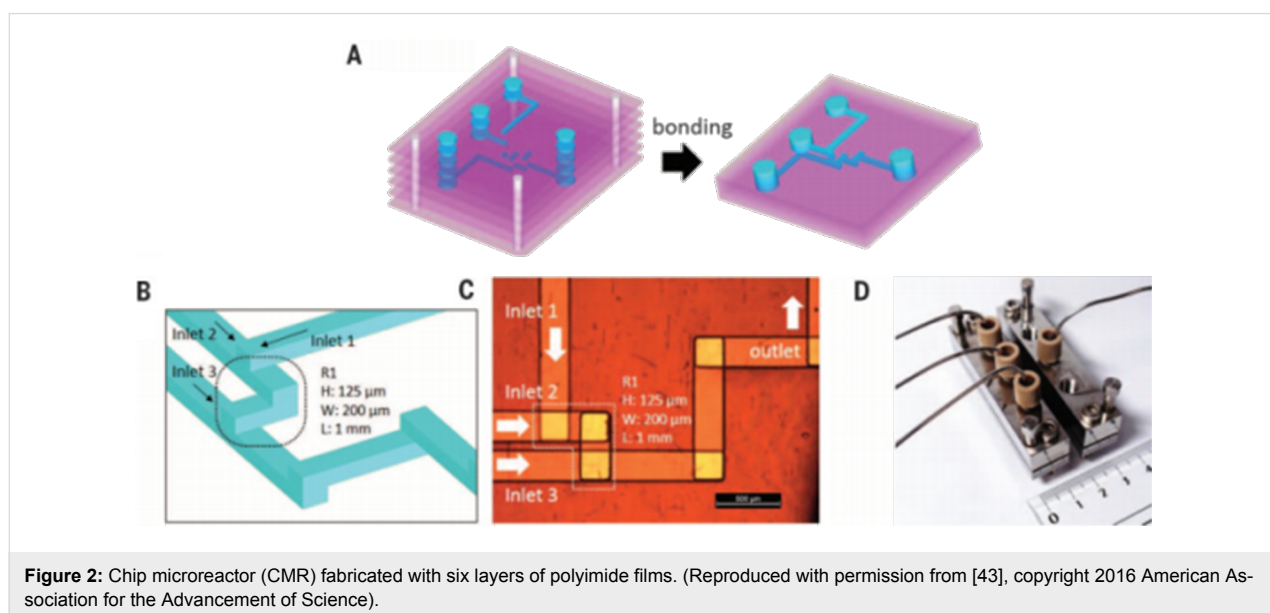 A
bonding
B
Inlet 2
Inlet 1
Inlet 3
R1
H: 125 µm
W: 200 µm
L: 1 mm
C
Inlet 1
outlet
Inlet 2
R1
H: 125 µm
W: 200 µm
L: 1 mm
Inlet 3
500 µm
D
0 1 2 3 4
Figure 2: Chip microreactor (CMR) fabricated with six layers of polyimide films. (Reproduced with permission from [43], copyright 2016 American As-
sociation for the Advancement of Science).